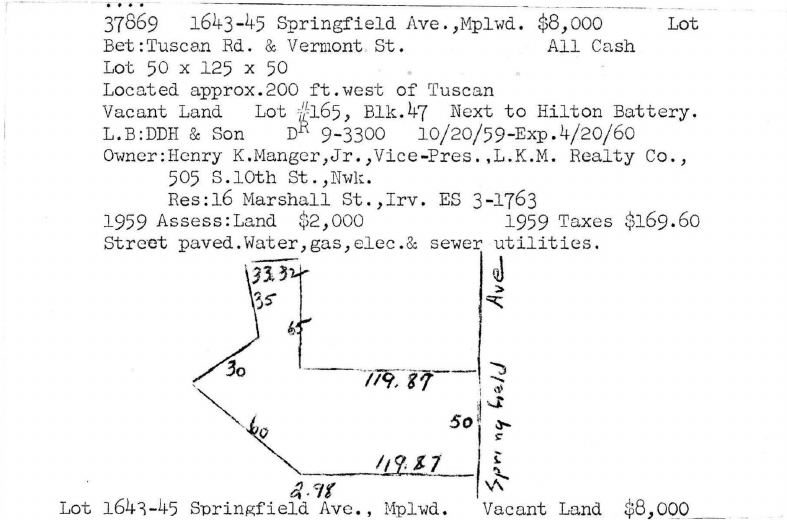 37869 1643-45 Springfield Ave.,Mplwd. $8,000 Lot
Bet:Tuscan Rd. & Vermont St. All Cash
Lot 50 x 125 x 50
Located approx.200 ft.west of Tuscan
Vacant Land Lot #165, Blk.47 Next to Hilton Battery.
L.B:DDH & Son DR 9-3300 10/20/59-Exp.4/20/60
Owner:Henry K.Manger,Jr.,Vice-Pres.,L.K.M. Realty Co.,
505 S.10th St.,Nwk.
Res:16 Marshall St.,Irv. ES 3-1763
1959 Assess:Land $2,000 1959 Taxes $169.60
Street paved.Water,gas,elec.& sewer utilities.
33.32
35
65
30
119.87
60
50
119.87
2.98
Springfield Ave
Lot 1643-45 Springfield Ave., Mplwd. Vacant Land $8,000